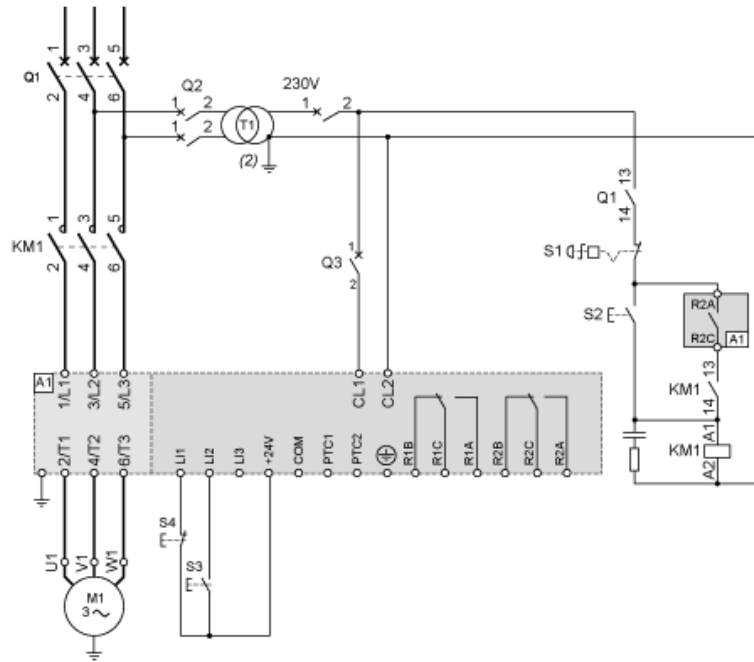 1 3 5
Q1
2 4 6
Q2
1 2
1 2
T1
(2)
230V
1 2
13
Q1
14
1 3 5
KM1
2 4 6
1
Q3
2
S1
S2
R2A
R2C
A1
13
KM1
14
A1
KM1
A2
A1
1/L1 3/L2 5/L3
CL1 CL2
2/T1 4/T2 6/T3
LI1 LI2 LI3 +24V COM PTC1 PTC2 R1B R1C R1A R2B R2C R2A
S4
S3
U1 V1 W1
M1
3